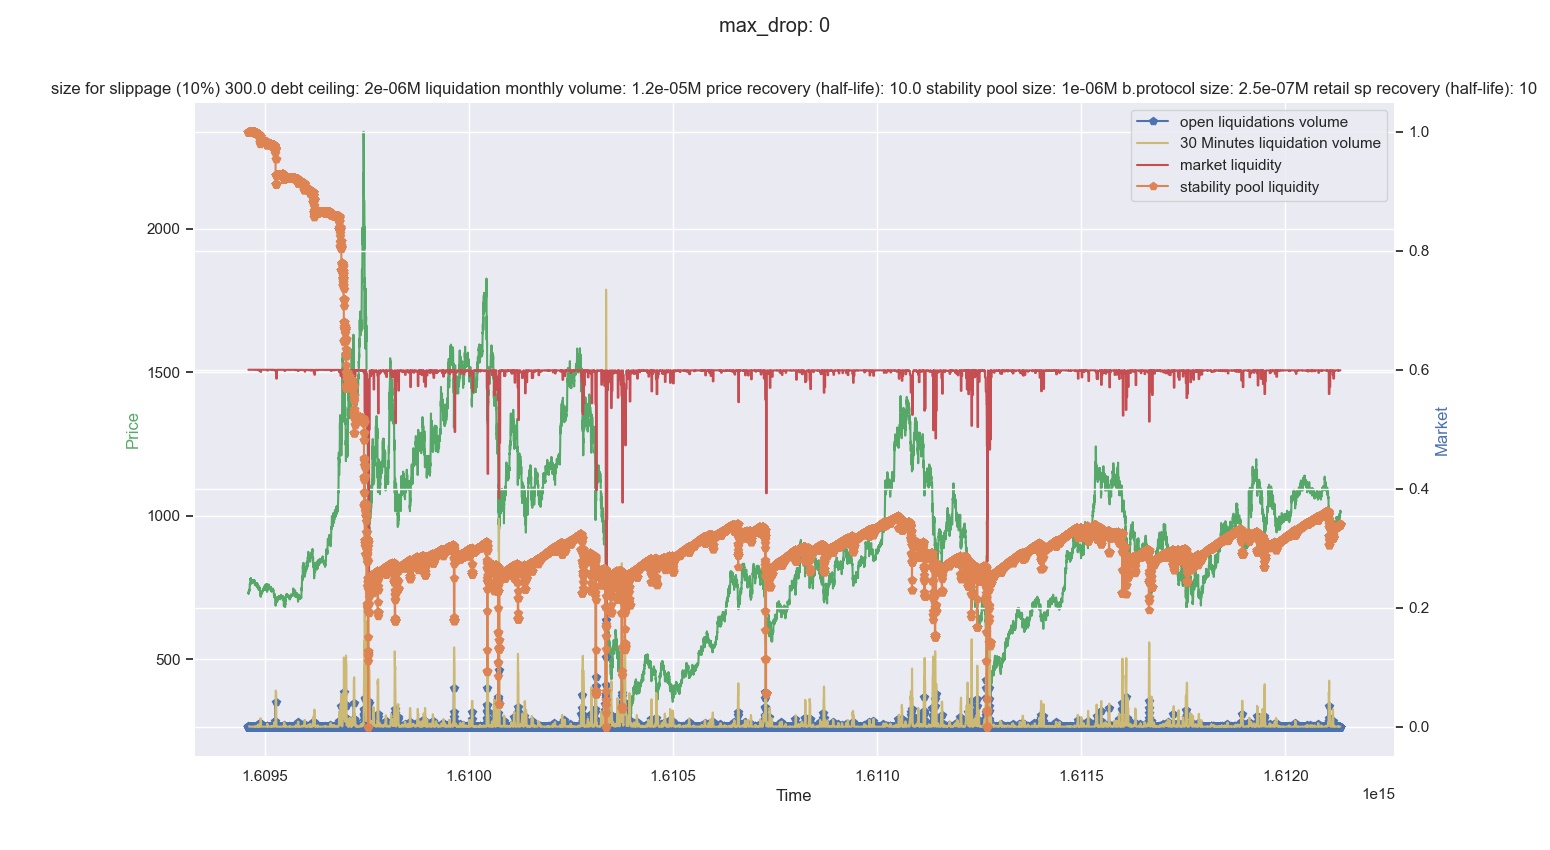 max_drop: 0
size for slippage (10%) 300.0 debt ceiling: 2e-06M liquidation monthly volume: 1.2e-05M price recovery (half-life): 10.0 stability pool size: 1e-06M b.protocol size: 2.5e-07M retail sp recovery (half-life): 10
open liquidations volume
30 Minutes liquidation volume
market liquidity
stability pool liquidity
2000
1500
1000
500
Price
1.0
0.8
0.6
0.4
0.2
0.0
Market
1.6095 1.6100 1.6105 1.6110 1.6115 1.6120
Time
1e15